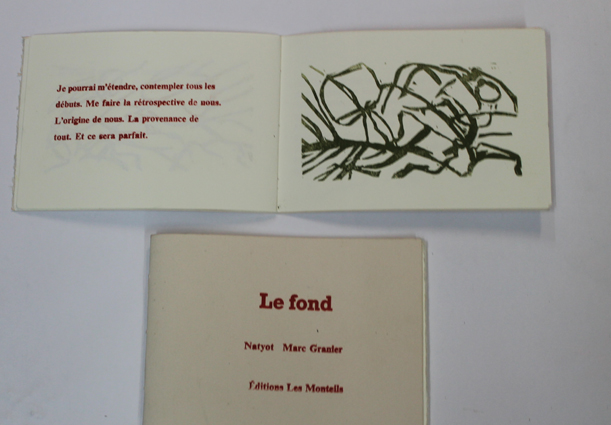 Je pourrai m'étendre, contempler tous les
débuts. Me faire la rétrospective de nous.
L'origine de nous. La provenance de
tout. Et ce sera parfait.
Le fond
Natyot Marc Granier
Éditions Les Monteils